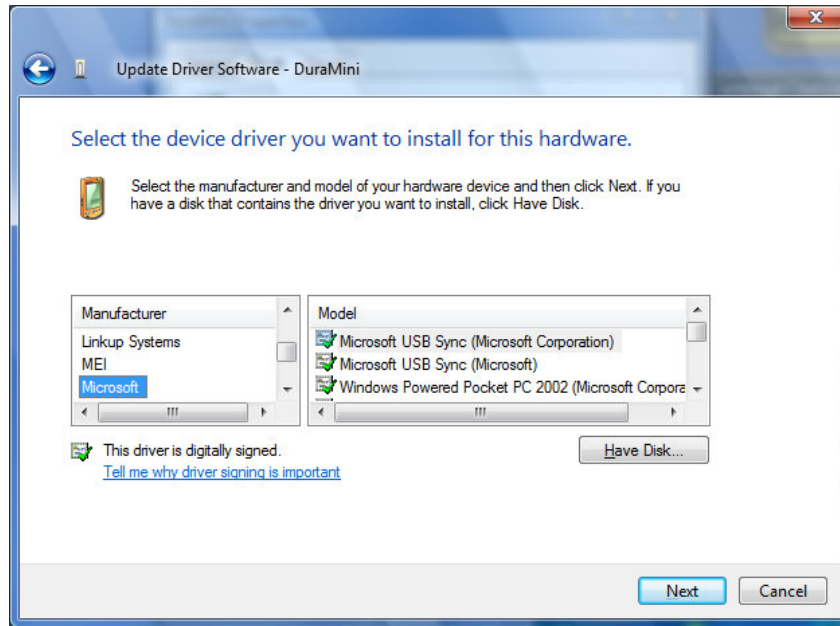 Update Driver Software - DuraMini
Select the device driver you want to install for this hardware.
Select the manufacturer and model of your hardware device and then click Next. If you
have a disk that contains the driver you want to install, click Have Disk.
Manufacturer
Linkup Systems
MEI
Microsoft
Model
Microsoft USB Sync (Microsoft Corporation)
Microsoft USB Sync (Microsoft)
Windows Powered Pocket PC 2002 (Microsoft Corpora
This driver is digitally signed.
Tell me why driver signing is important
Have Disk...
Next
Cancel